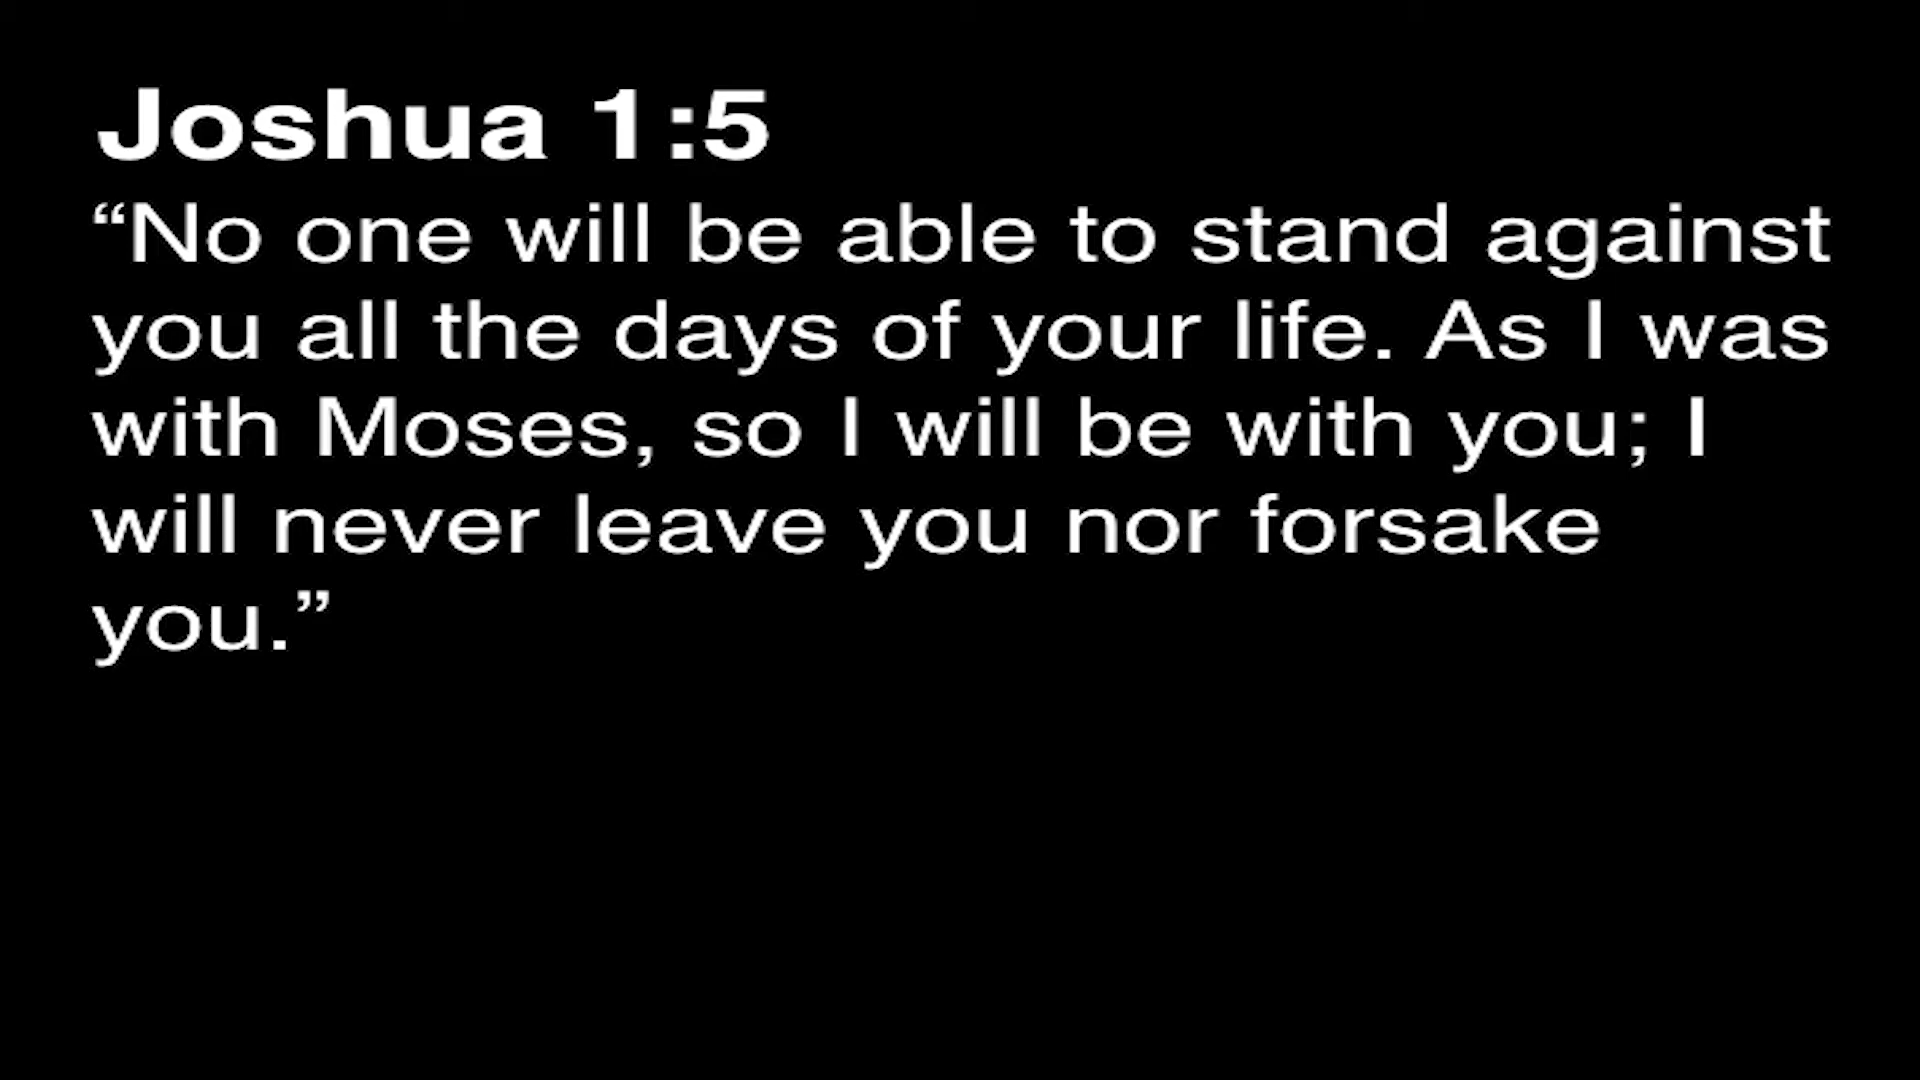 Joshua 1:5
“No one will be able to stand against
you all the days of your life. As I was
with Moses, so I will be with you; I
will never leave you nor forsake
you.”